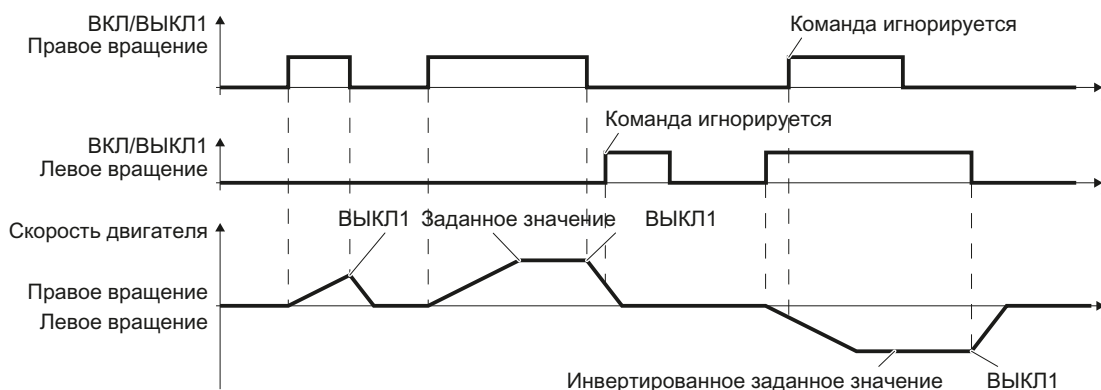 ВКЛ/ВЫКЛ1
Правое вращение
Команда игнорируется
ВКЛ/ВЫКЛ1
Левое вращение
Команда игнорируется
Скорость двигателя
ВЫКЛ1
Заданное значение
ВЫКЛ1
Правое вращение
Левое вращение
Инвертированное заданное значение
ВЫКЛ1